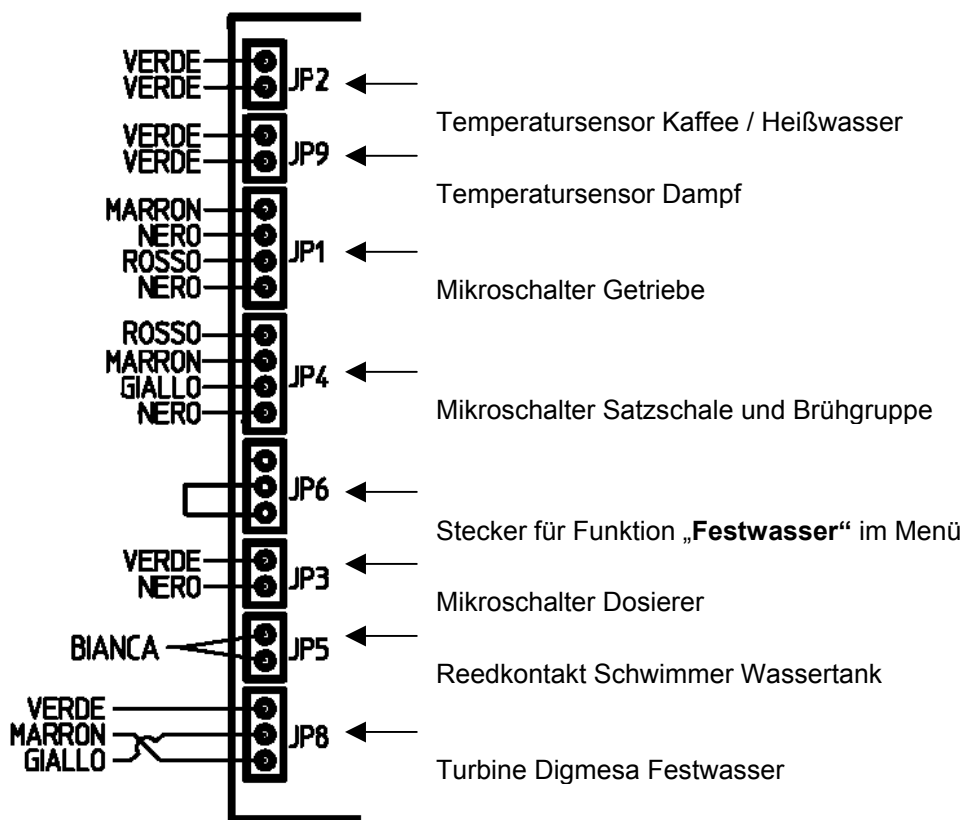 VERDE
VERDE
JP2
Temperatursensor Kaffee / Heißwasser
VERDE
VERDE
JP9
Temperatursensor Dampf
MARRON
NERO
ROSSO
NERO
JP1
Mikroschalter Getriebe
ROSSO
MARRON
GIALLO
NERO
JP4
Mikroschalter Satzschale und Brühgruppe
JP6
Stecker für Funktion „Festwasser“ im Menü
VERDE
NERO
JP3
Mikroschalter Dosierer
BIANCA
JP5
Reedkontakt Schwimmer Wassertank
VERDE
MARRON
GIALLO
JP8
Turbine Digmesa Festwasser